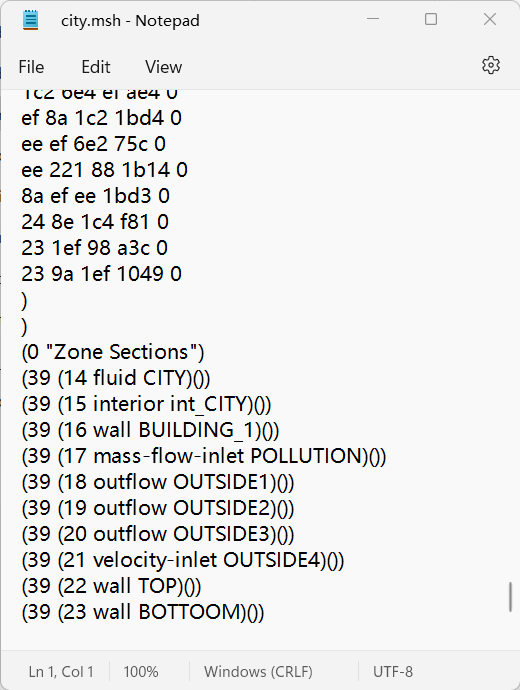 city.msh - Notepad
File Edit View
1c2 6e4 ef ae4 0
ef 8a 1c2 1bd4 0
ee ef 6e2 75c 0
ee 221 88 1b14 0
8a ef ee 1bd3 0
24 8e 1c4 f81 0
23 1ef 98 a3c 0
23 9a 1ef 1049 0
)
)
(0 "Zone Sections")
(39 (14 fluid CITY)())
(39 (15 interior int_CITY)())
(39 (16 wall BUILDING_1)())
(39 (17 mass-flow-inlet POLLUTION)())
(39 (18 outflow OUTSIDE1)())
(39 (19 outflow OUTSIDE2)())
(39 (20 outflow OUTSIDE3)())
(39 (21 velocity-inlet OUTSIDE4)())
(39 (22 wall TOP)())
(39 (23 wall BOTTOOM)())
Ln 1, Col 1 100% Windows (CRLF) UTF-8